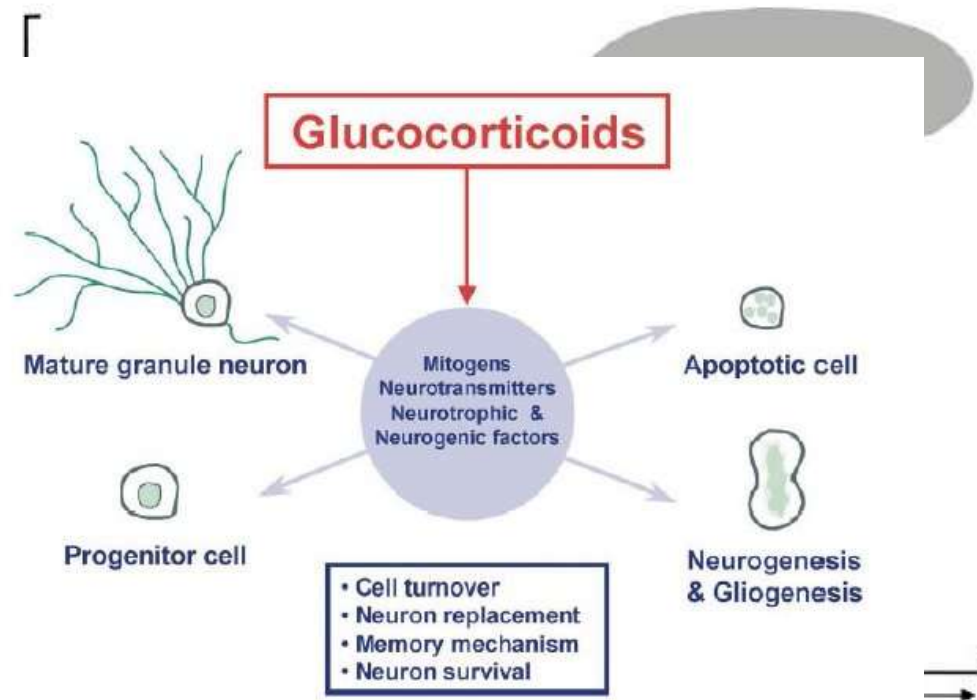 Glucocorticoids
Mature granule neuron
Mitogens
Neurotransmitters
Neurotrophic &
Neurogenic factors
Apoptotic cell
Progenitor cell
Neurogenesis
& Gliogenesis
• Cell turnover
• Neuron replacement
• Memory mechanism
• Neuron survival